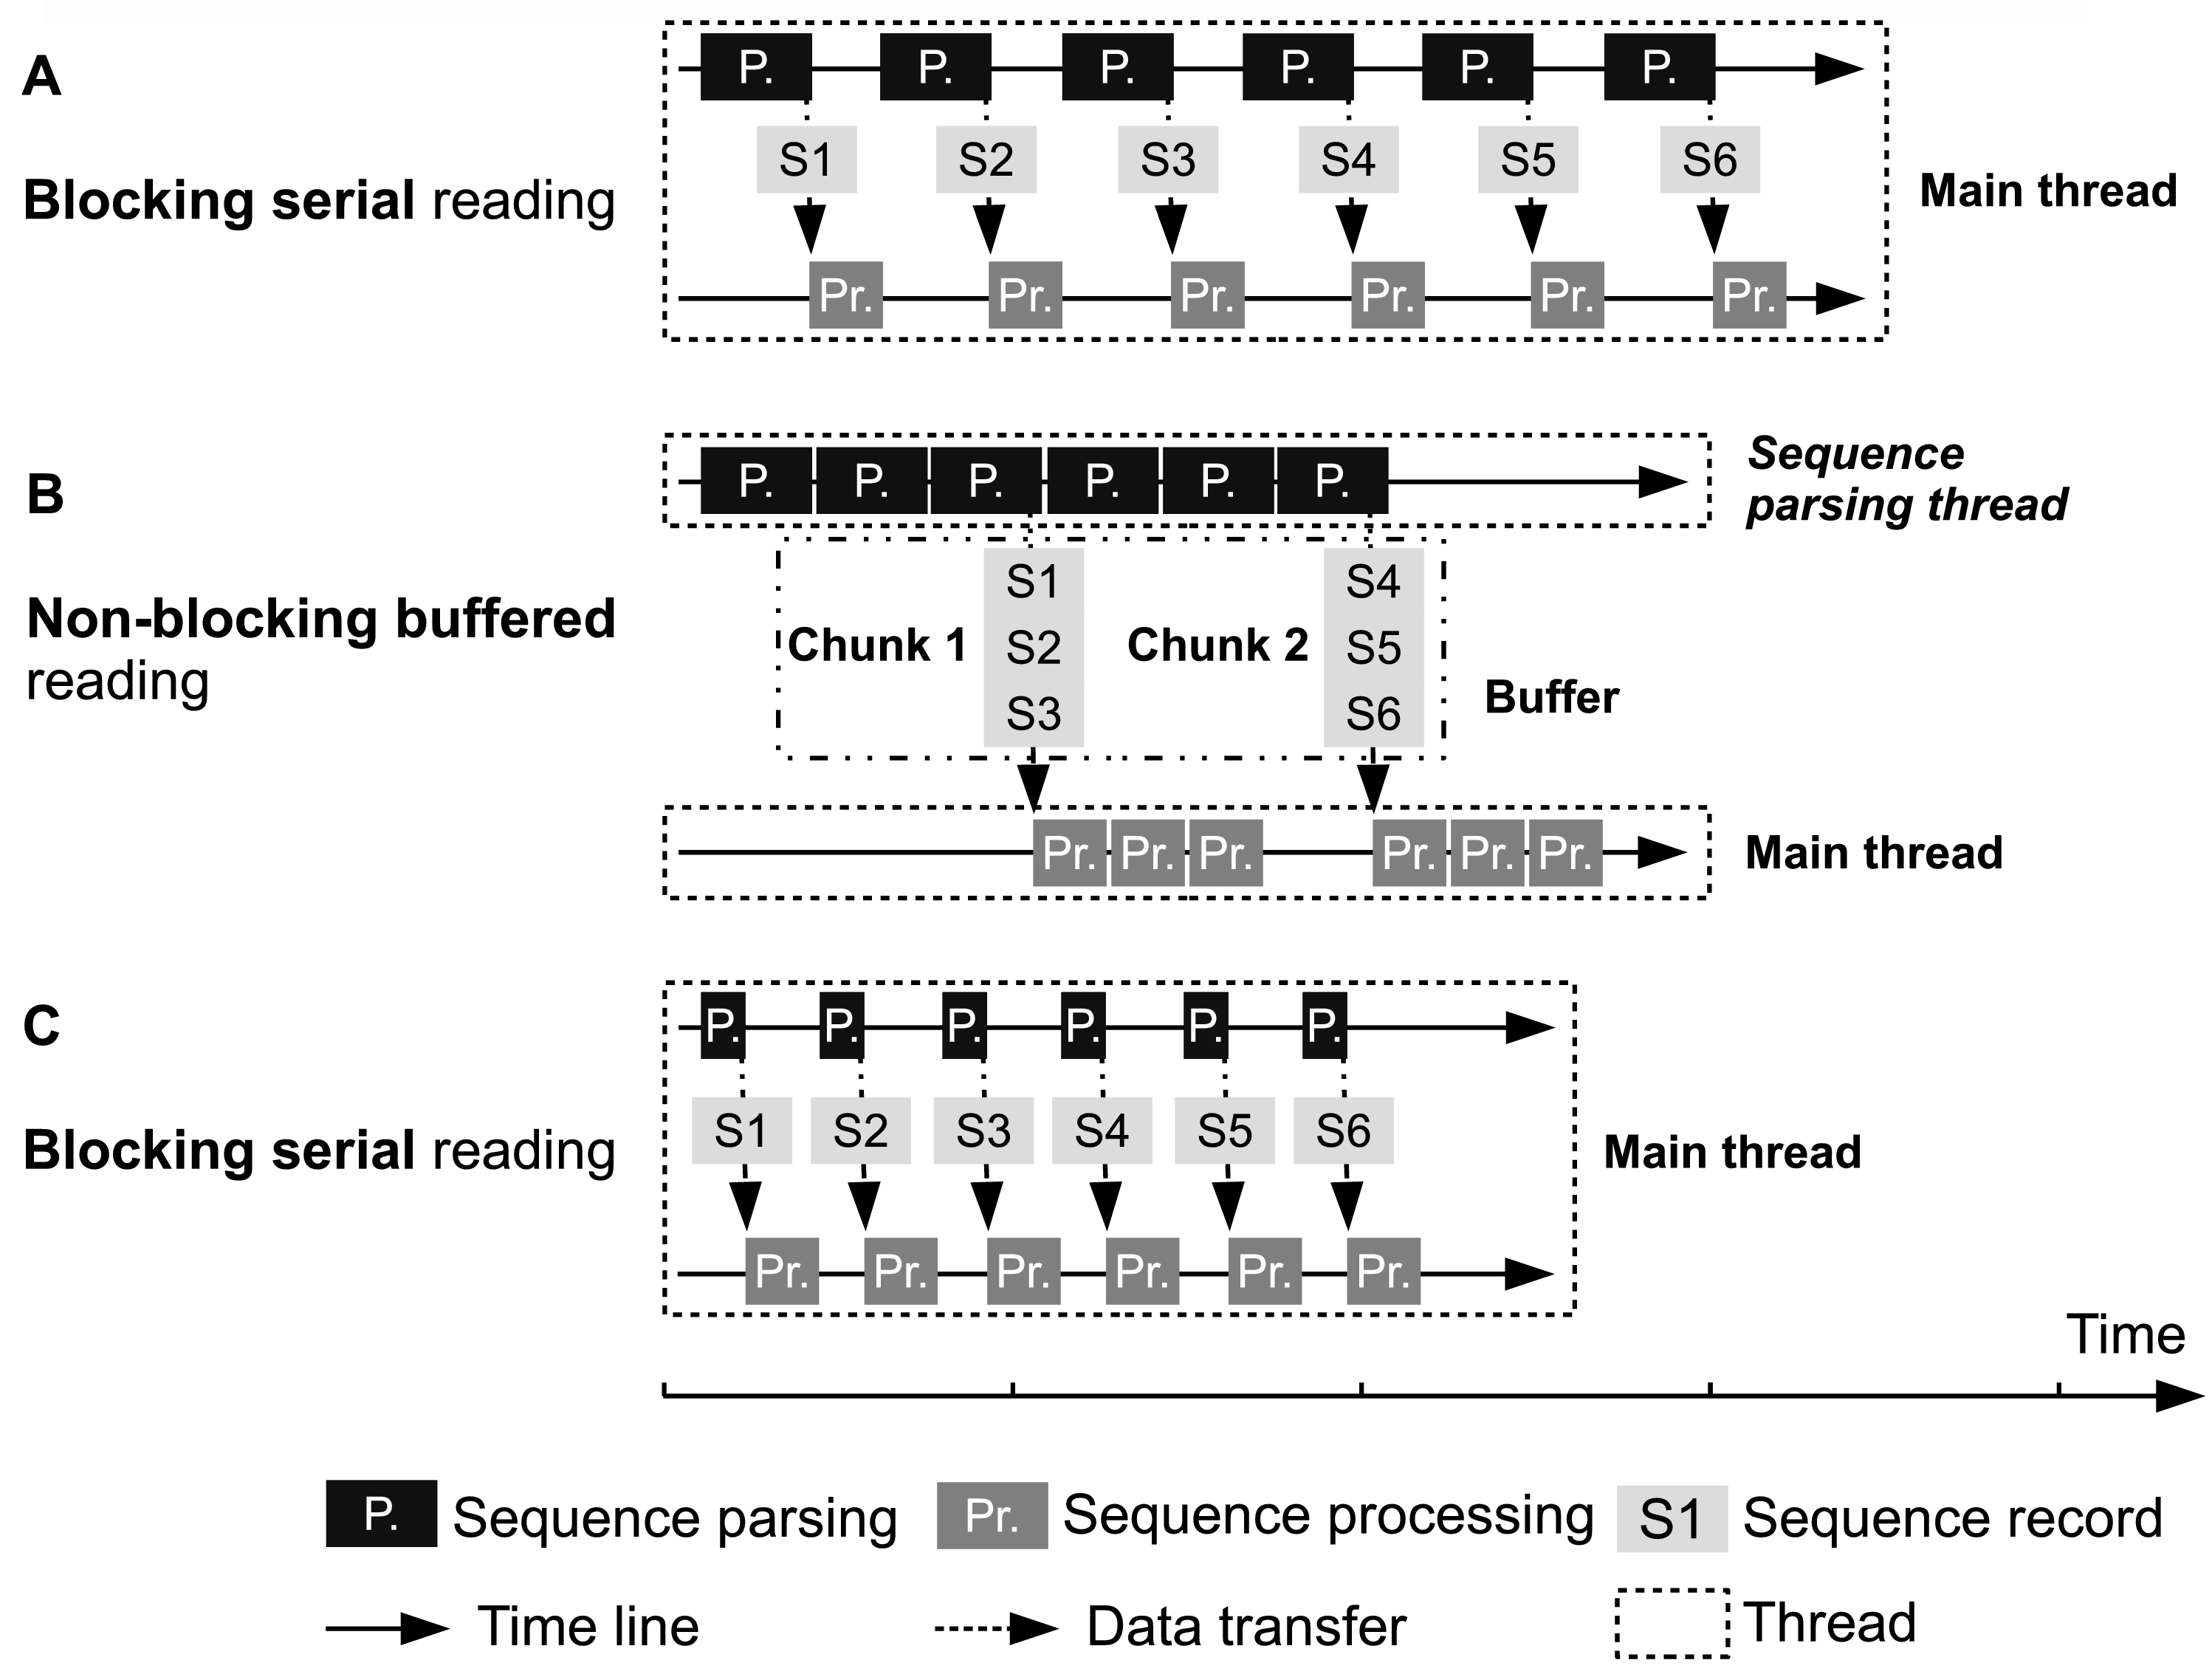 A
P. P. P. P. P. P.
S1 S2 S3 S4 S5 S6
Blocking serial reading
Main thread
Pr. Pr. Pr. Pr. Pr. Pr.
B
P. P. P. P. P. P.
Sequence
parsing thread
Non-blocking buffered
reading
Chunk 1
S1
S2
S3
Chunk 2
S4
S5
S6
Buffer
Pr. Pr. Pr. Pr. Pr. Pr.
Main thread
C
P. P. P. P. P. P.
S1 S2 S3 S4 S5 S6
Blocking serial reading
Main thread
Pr. Pr. Pr. Pr. Pr. Pr.
Time
P. Sequence parsing
Pr. Sequence processing
S1 Sequence record
Time line
Data transfer
Thread